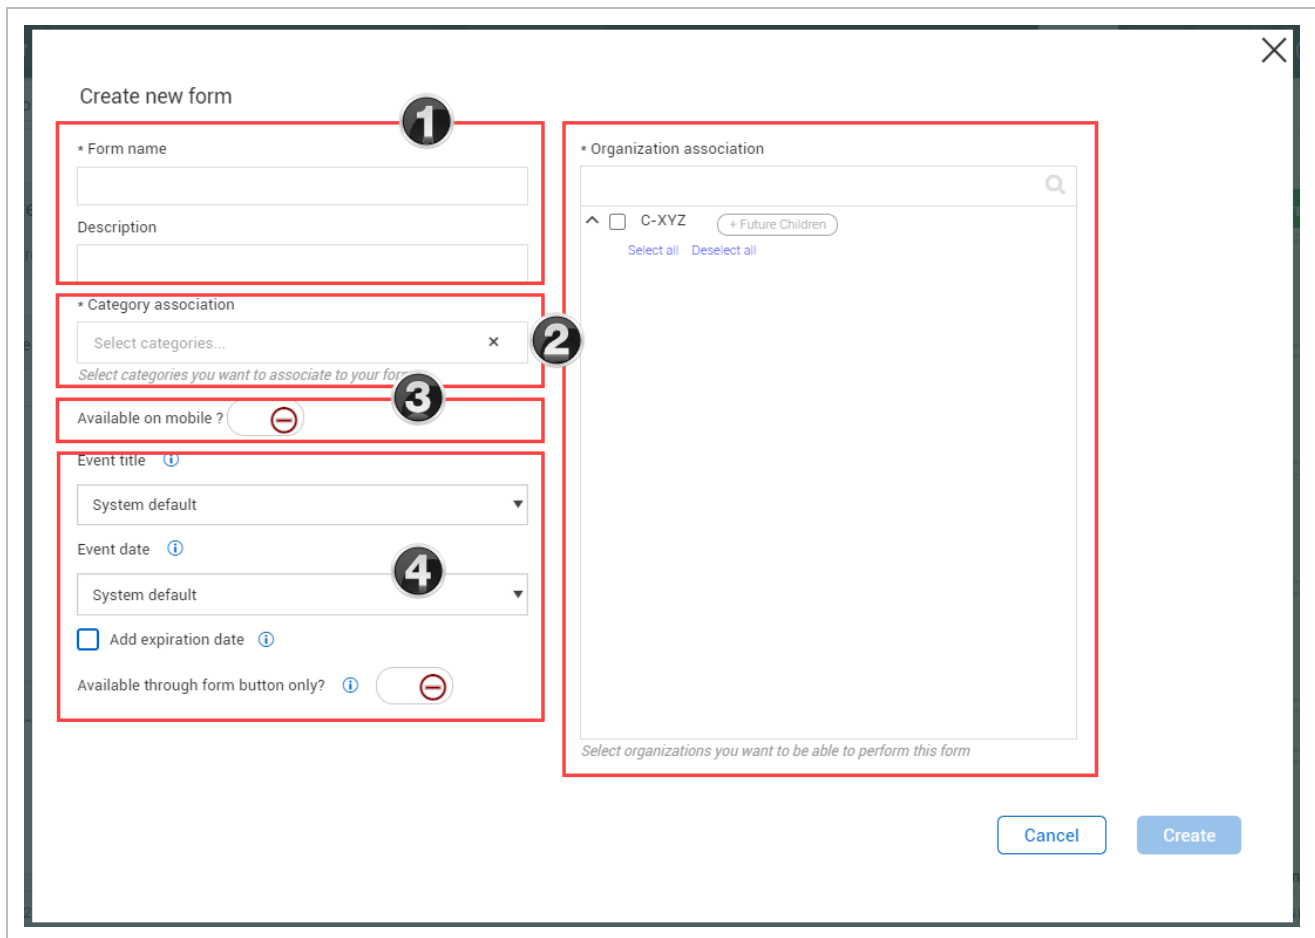 Create new form
1
* Form name
Description
* Category association
Select categories...
2
Select categories you want to associate to your
3
Available on mobile ?
Event title
System default
Event date
System default
4
Add expiration date
Available through form button only?
* Organization association
C-XYZ
+ Future Children
Select all Deselect all
Select organizations you want to be able to perform this form
Cancel
Create